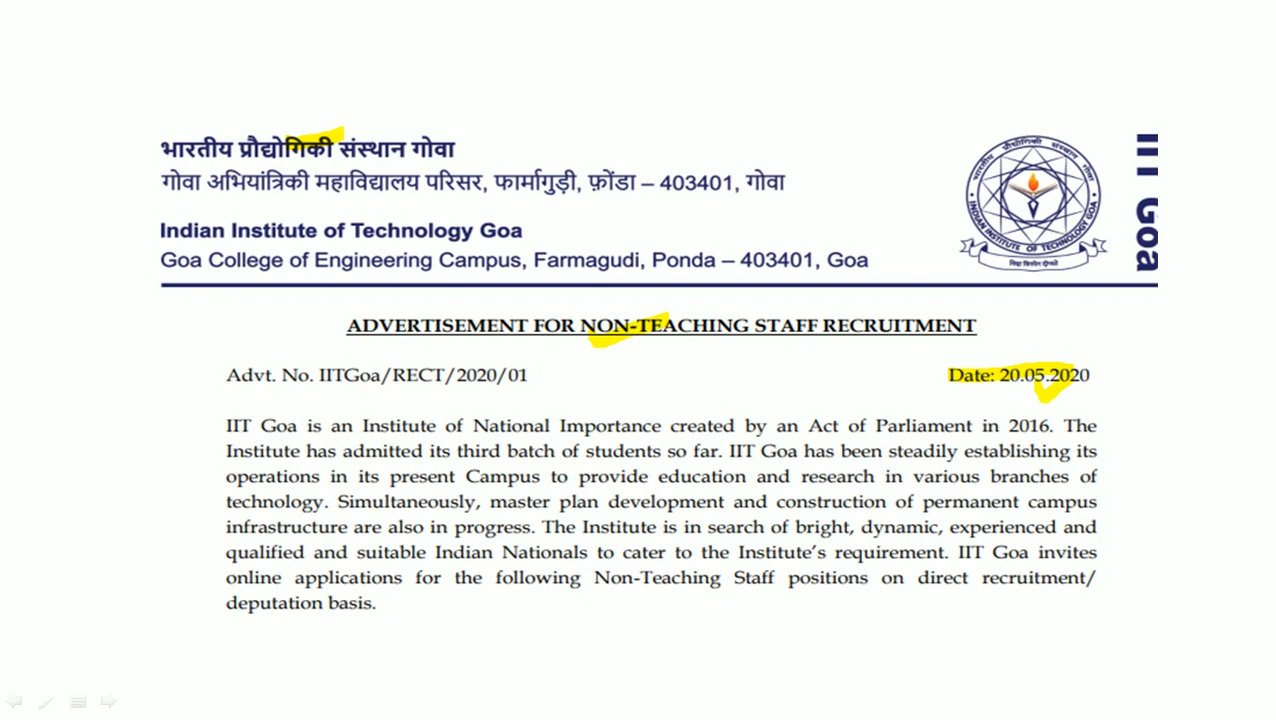 भारतीय प्रौद्योगिकी संस्थान गोवा
गोवा अभियांत्रिकी महाविद्यालय परिसर, फार्मागुड़ी, फ़ोंडा – 403401, गोवा
Indian Institute of Technology Goa
Goa College of Engineering Campus, Farmagudi, Ponda – 403401, Goa
भारतीय प्रौद्योगिकी संस्थान गोवा
INDIAN INSTITUTE OF TECHNOLOGY GOA
IIT Goa
ADVERTISEMENT FOR NON-TEACHING STAFF RECRUITMENT
Advt. No. IITGoa/RECT/2020/01
Date: 20.05.2020
IIT Goa is an Institute of National Importance created by an Act of Parliament in 2016. The
Institute has admitted its third batch of students so far. IIT Goa has been steadily establishing its
operations in its present Campus to provide education and research in various branches of
technology. Simultaneously, master plan development and construction of permanent campus
infrastructure are also in progress. The Institute is in search of bright, dynamic, experienced and
qualified and suitable Indian Nationals to cater to the Institute's requirement. IIT Goa invites
online applications for the following Non-Teaching Staff positions on direct recruitment/
deputation basis.